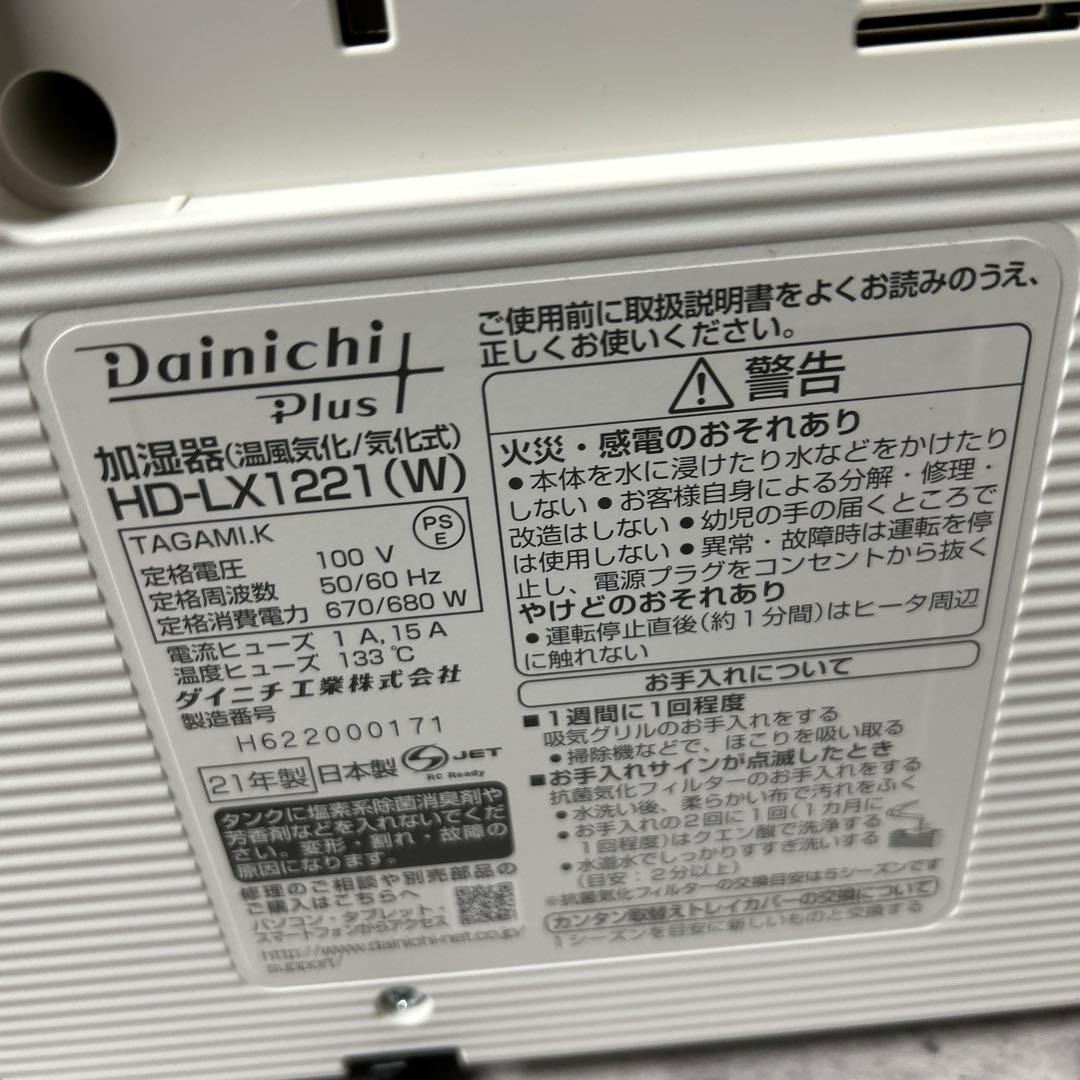 Dainichi
Plus
加湿器(温風気化/気化式)
HD-LX1221(W)
TAGAMI.K
PS
E
定格電圧 100 V
定格周波数 50/60 Hz
定格消費電力 670/680 W
電流ヒューズ 1 A, 15 A
温度ヒューズ 133 ℃
ダイニチ工業株式会社
製造番号
H622000171
21年製 日本製 JET
RC Ready
タンクに塩素系除菌消臭剤や
芳香剤などを入れないでくだ
さい。変形・割れ・故障の
原因になります。
修理のご相談や別売部品の
ご購入はこちらへ
パソコン・タブレット、
スマートフォンからアクセス
http://www.dainichi-net.co.jp/
support/
ご使用前に取扱説明書をよくお読みのうえ、
正しくお使いください。
警告
火災・感電のおそれあり
●本体を水に浸けたり水などをかけたり
しない ●お客様自身による分解・修理・
改造はしない ●幼児の手の届くところで
は使用しない ●異常・故障時は運転を停
止し、電源プラグをコンセントから抜く
やけどのおそれあり
●運転停止直後(約1分間)はヒータ周辺
に触れない
お手入れについて
■1週間に1回程度
吸気グリルのお手入れをする
●掃除機などで、ほこりを吸い取る
■お手入れサインが点滅したとき
抗菌気化フィルターのお手入れをする
●水洗い後、柔らかい布で汚れをふく
●お手入れの2回に1回(1カ月に
1回程度)はクエン酸で洗浄する
●水道水でしっかりすすぎ洗いする
(目安:2分以上)
※抗菌気化フィルターの交換目安は5シーズンです
カンタン取替えトレイカバーの交換について
1シーズンを目安に新しいものと交換する